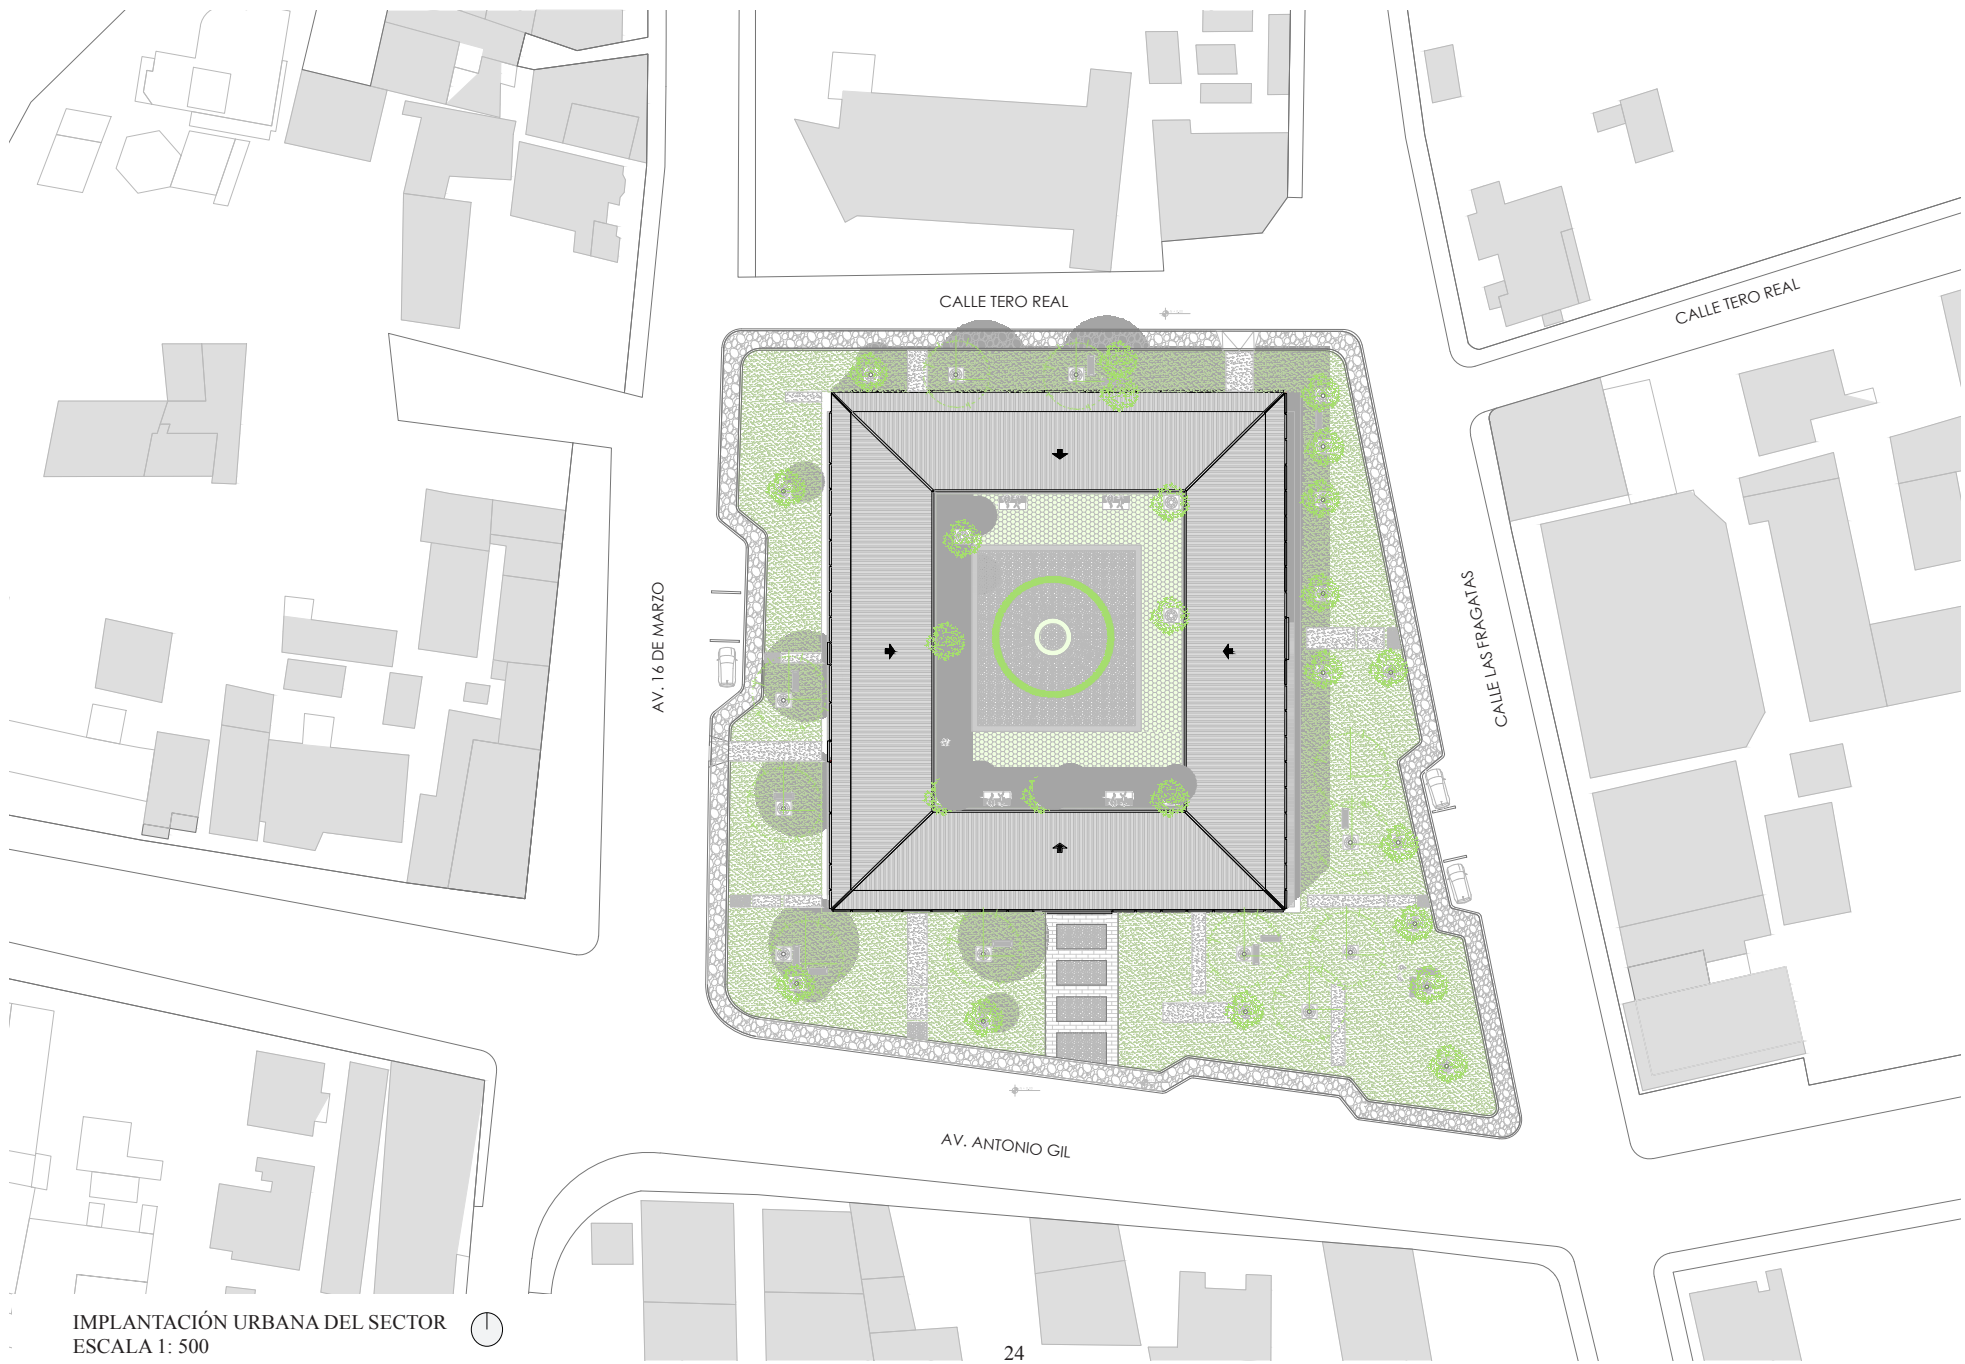 CALLE TERO REAL
CALLE TERO REAL
AV. 16 DE MARZO
CALLE LAS FRAGATAS
AV. ANTONIO GIL
IMPLANTACIÓN URBANA DEL SECTOR
ESCALA 1: 500
24